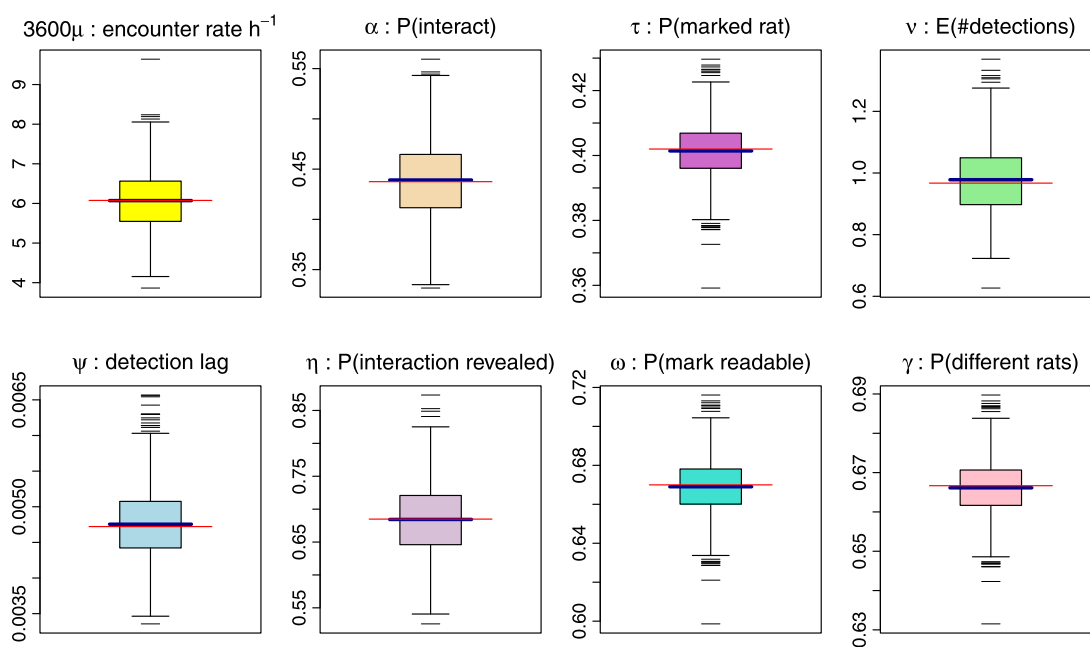 3600μ : encounter rate h⁻¹
α : P(interact)
τ : P(marked rat)
ν : E(#detections)
4 5 6 7 8 9
0.35 0.45 0.55
0.36 0.38 0.40 0.42
0.6 0.8 1.0 1.2
ψ : detection lag
η : P(interaction revealed)
ω : P(mark readable)
γ : P(different rats)
0.0035 0.0050 0.0065
0.55 0.65 0.75 0.85
0.60 0.64 0.68 0.72
0.63 0.65 0.67 0.69